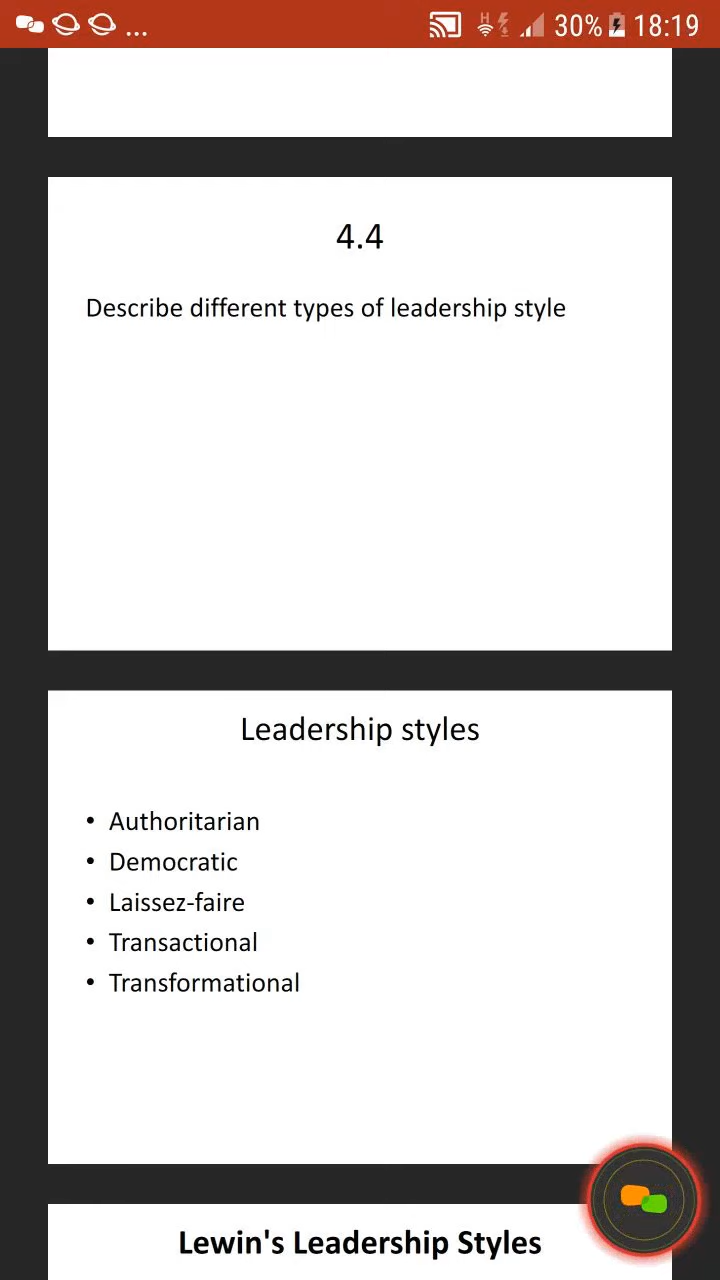 ... H 30% 18:19
4.4
Describe different types of leadership style
Leadership styles
• Authoritarian
• Democratic
• Laissez-faire
• Transactional
• Transformational
Lewin's Leadership Styles